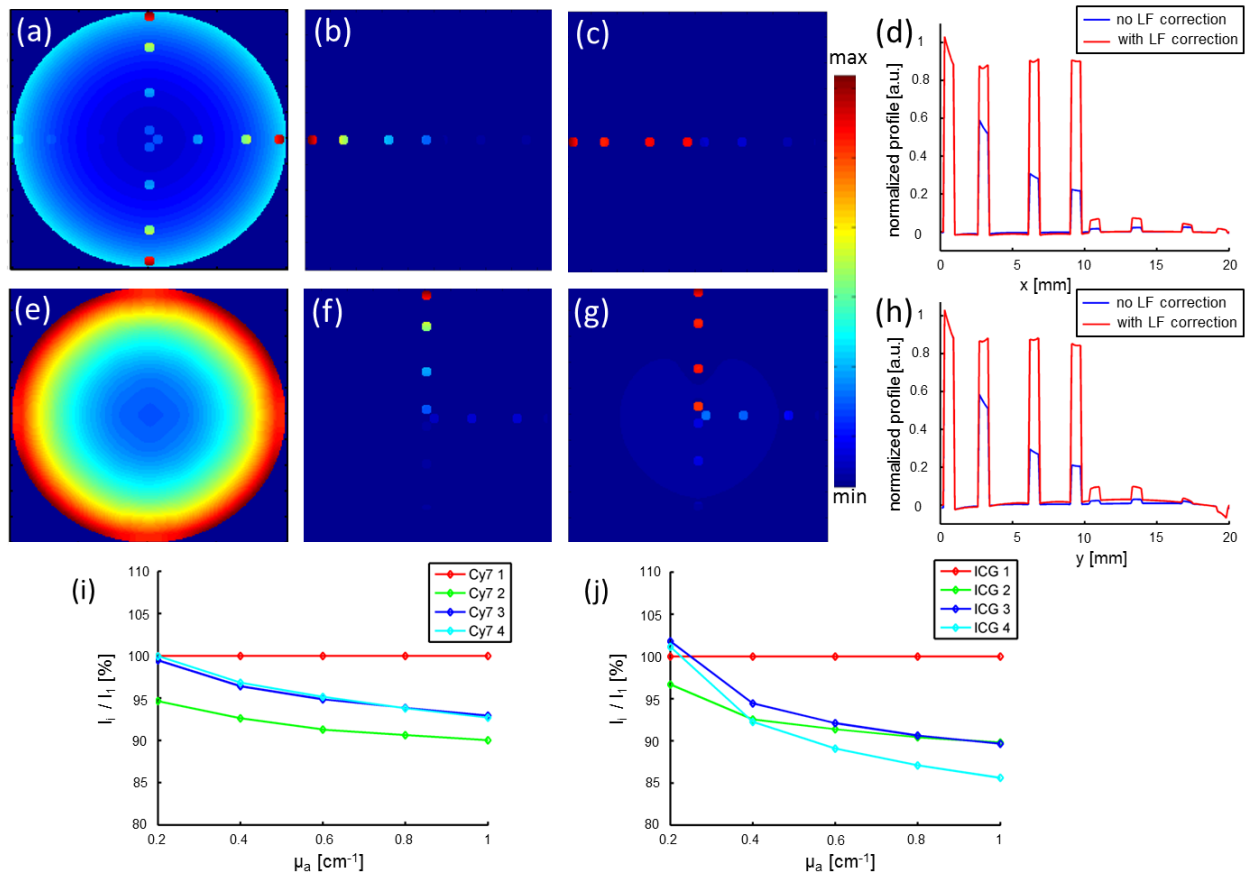 (a)
(b)
(c)
max
min
(d)
no LF correction
with LF correction
normalized profile [a.u.]
1
0.8
0.6
0.4
0.2
0
0
5
10
15
20
x [mm]
(e)
(f)
(g)
(h)
no LF correction
with LF correction
normalized profile [a.u.]
1
0.8
0.6
0.4
0.2
0
0
5
10
15
20
y [mm]
(i)
Cy7 1
Cy7 2
Cy7 3
Cy7 4
I_i / I_1 [%]
110
105
100
95
90
85
80
0.2
0.4
0.6
0.8
1
μ_a [cm⁻¹]
(j)
ICG 1
ICG 2
ICG 3
ICG 4
I_i / I_1 [%]
110
105
100
95
90
85
80
0.2
0.4
0.6
0.8
1
μ_a [cm⁻¹]